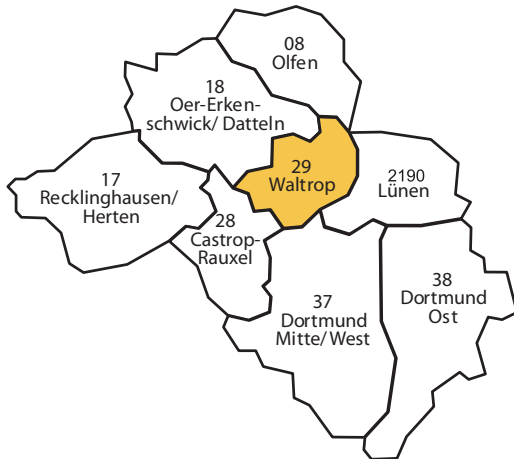 08
Olfen
18
Oer-Erken-
schwick/ Datteln
29
Waltrop
2190
Lünen
17
Recklinghausen/
Herten
28
Castrop-
Rauxel
38
Dortmund
Ost
37
Dortmund
Mitte/ West